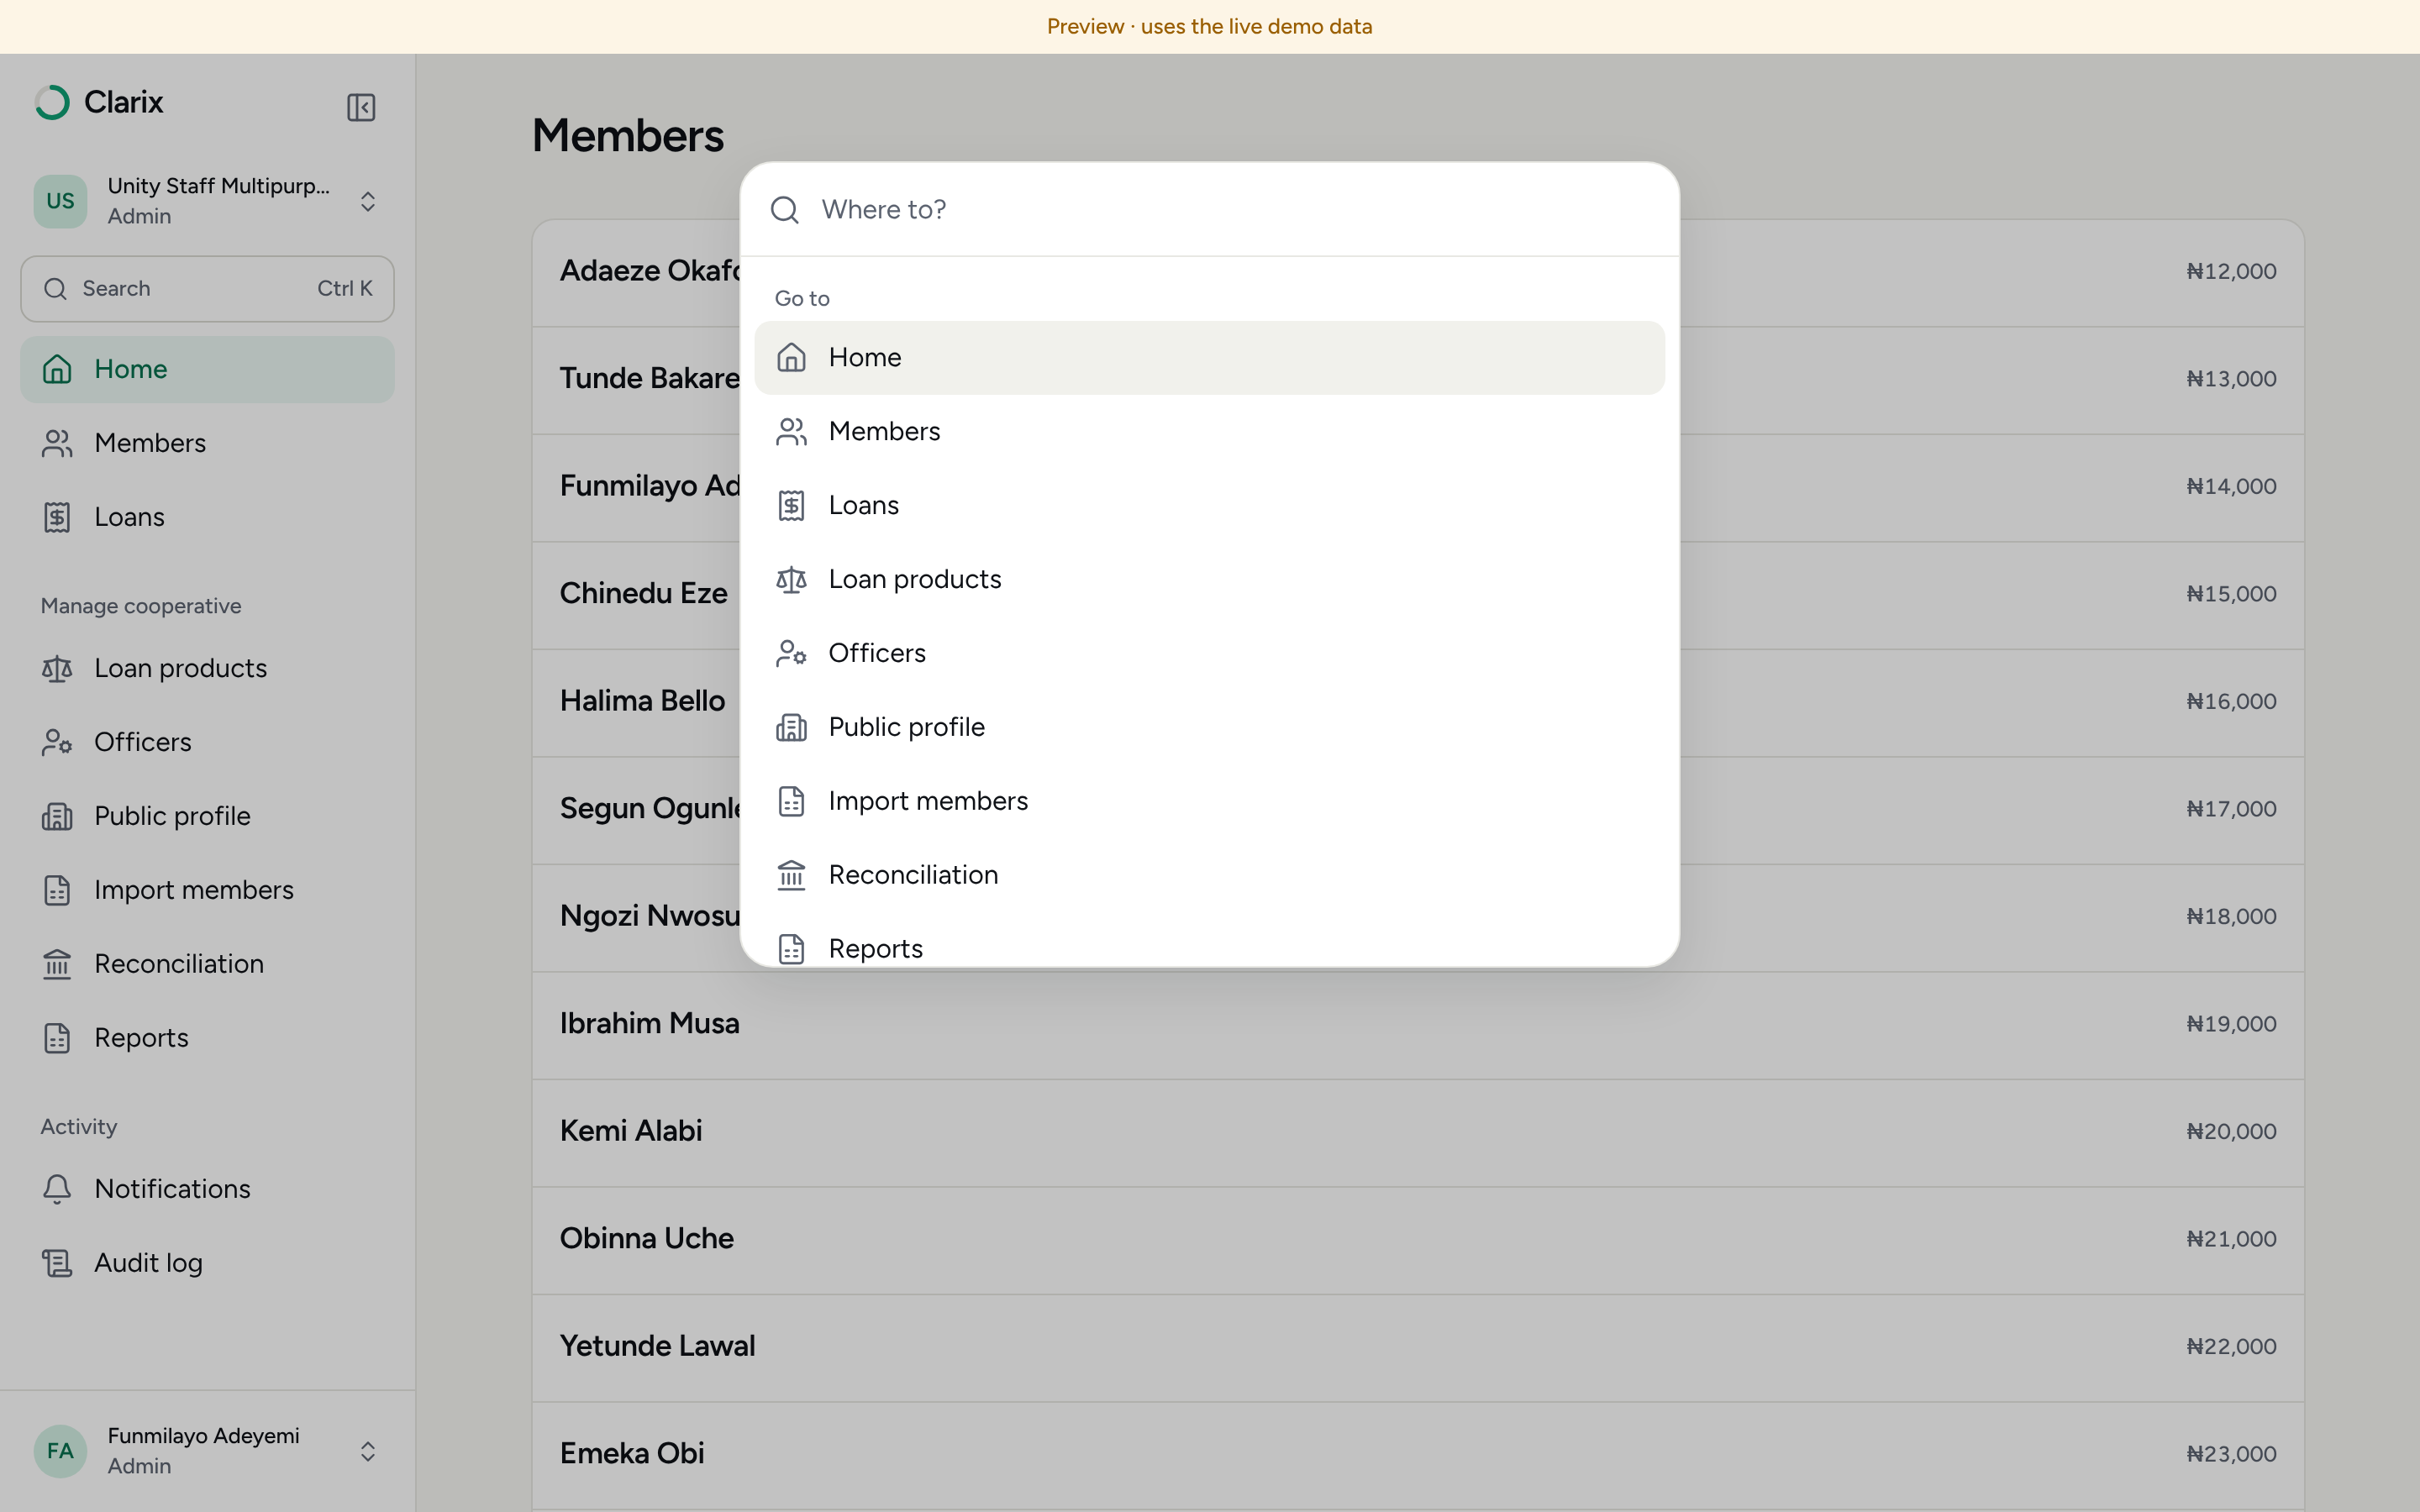 Preview · uses the live demo data
Clarix
US
Unity Staff Multipurp...
Admin
Search
Ctrl K
Home
Members
Loans
Manage cooperative
Loan products
Officers
Public profile
Import members
Reconciliation
Reports
Activity
Notifications
Audit log
FA
Funmilayo Adeyemi
Admin
Members
Where to?
Go to
Home
Members
Loans
Loan products
Officers
Public profile
Import members
Reconciliation
Reports
Adaeze ₦12,000
Tunde Bakare ₦13,000
Funmilayo ₦14,000
Chinedu Eze ₦15,000
Halima Bello ₦16,000
Segun ₦17,000
Ngozi Nwosu ₦18,000
Ibrahim Musa ₦19,000
Kemi Alabi ₦20,000
Obinna Uche ₦21,000
Yetunde Lawal ₦22,000
Emeka Obi ₦23,000